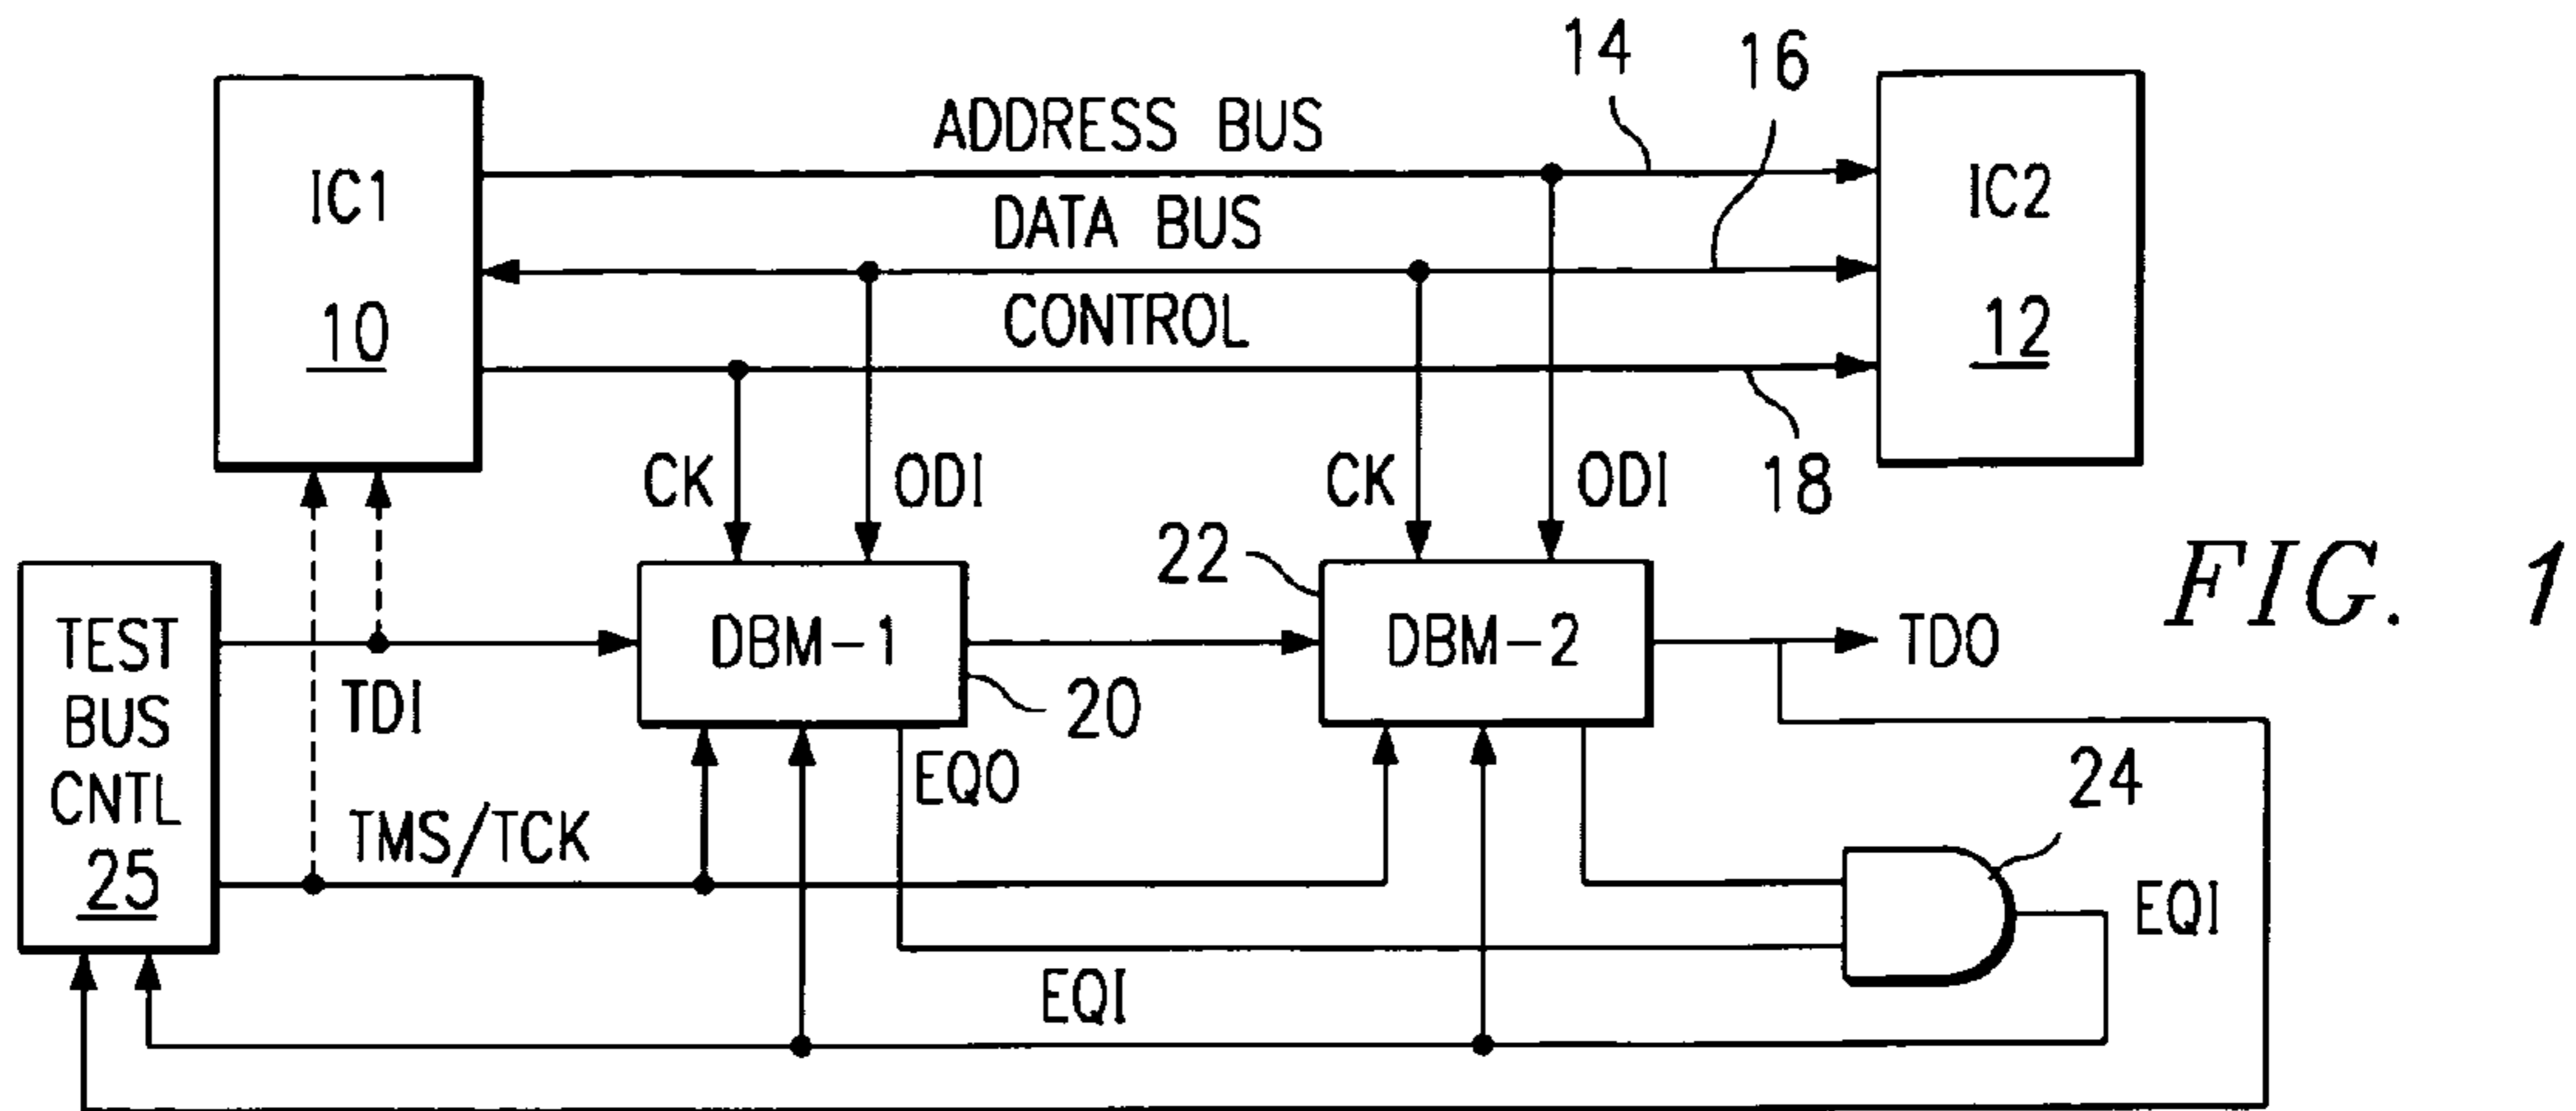 14
16
ADDRESS BUS
IC1
10
DATA BUS
CONTROL
IC2
12
18
CK
ODI
CK
ODI
22
FIG. 1
TEST
BUS
CNTL
25
TDI
DBM-1
20
DBM-2
TDO
EQO
TMS/TCK
24
EQI
EQI